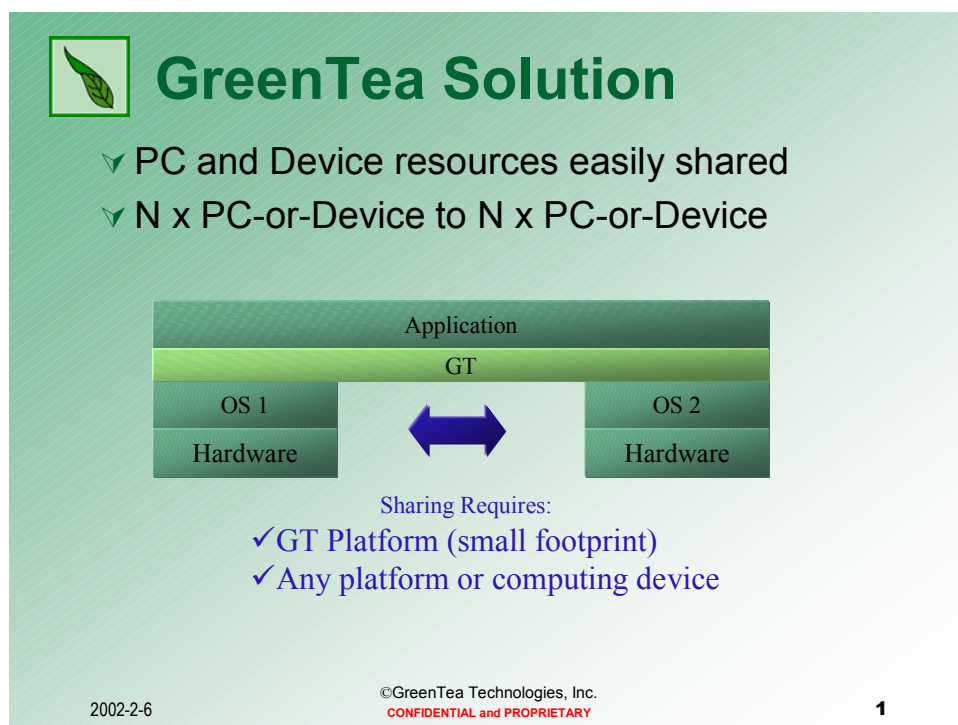 GreenTea Solution
PC and Device resources easily shared
N x PC-or-Device to N x PC-or-Device
Application
GT
OS 1
OS 2
Hardware
Hardware
Sharing Requires:
✓GT Platform (small footprint)
✓Any platform or computing device
2002-2-6
©GreenTea Technologies, Inc.
CONFIDENTIAL and PROPRIETARY
1